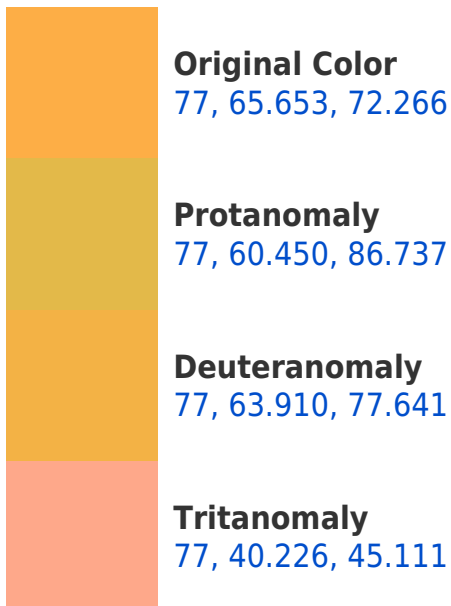 Original Color
77, 65.653, 72.266
Protanomaly
77, 60.450, 86.737
Deuteranomaly
77, 63.910, 77.641
Tritanomaly
77, 40.226, 45.111